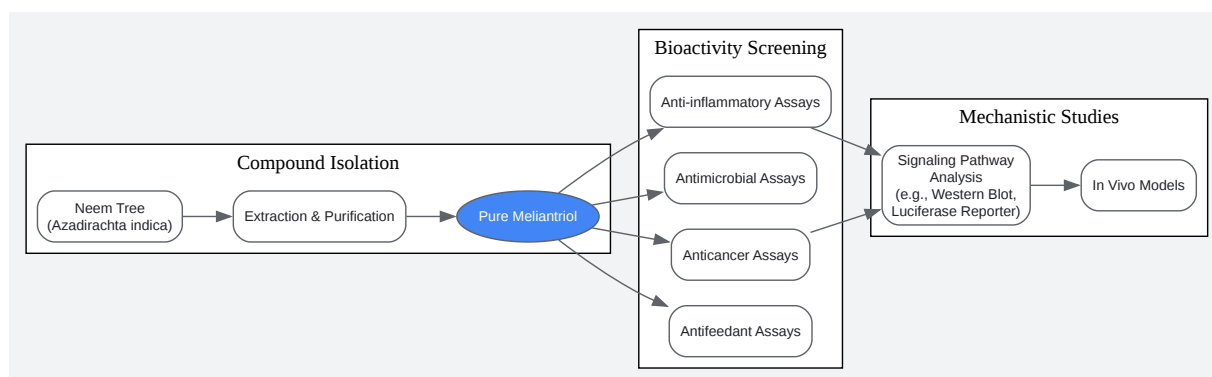 Compound Isolation
Neem Tree
(Azadirachta indica)
Extraction & Purification
Pure Meliantriol
Bioactivity Screening
Anti-inflammatory Assays
Antimicrobial Assays
Anticancer Assays
Antifeedant Assays
Mechanistic Studies
Signaling Pathway
Analysis
(e.g., Western Blot,
Luciferase Reporter)
In Vivo Models